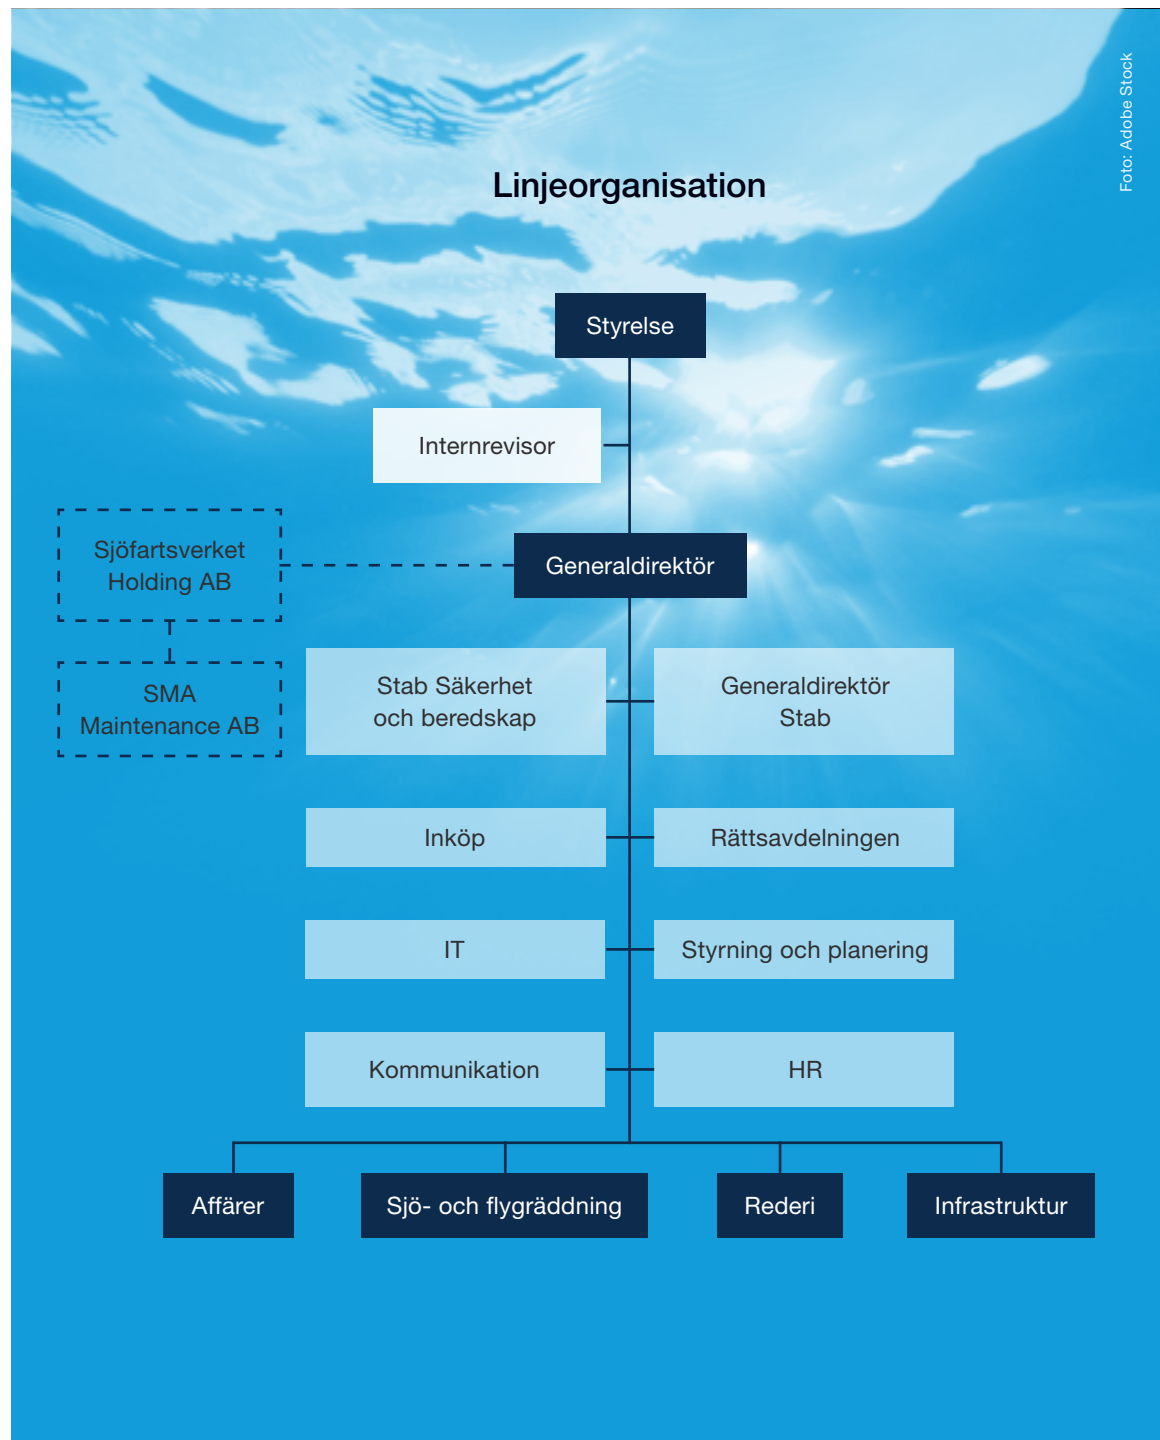 Foto: Adobe Stock
Linjeorganisation
Styrelse
Internrevisor
Sjöfartsverket
Holding AB
Generaldirektör
SMA
Maintenance AB
Stab Säkerhet
och beredskap
Generaldirektör
Stab
Inköp
Rättsavdelningen
IT
Styrning och planering
Kommunikation
HR
Affärer
Sjö- och flygräddning
Rederi
Infrastruktur